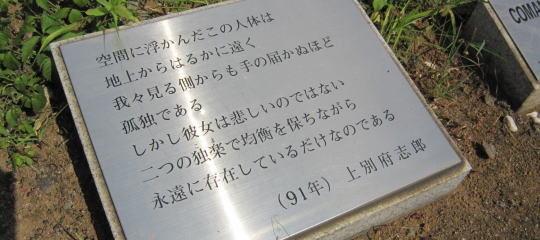 空間に浮かんだこの人体は
地上からはるかに遠く
我々見る側からも手の届かぬほど
孤独である
しかし彼女は悲しいのではない
二つの独楽で均衡を保ちながら
永遠に存在しているだけなのである
(91年) 上別府志郎
COMA